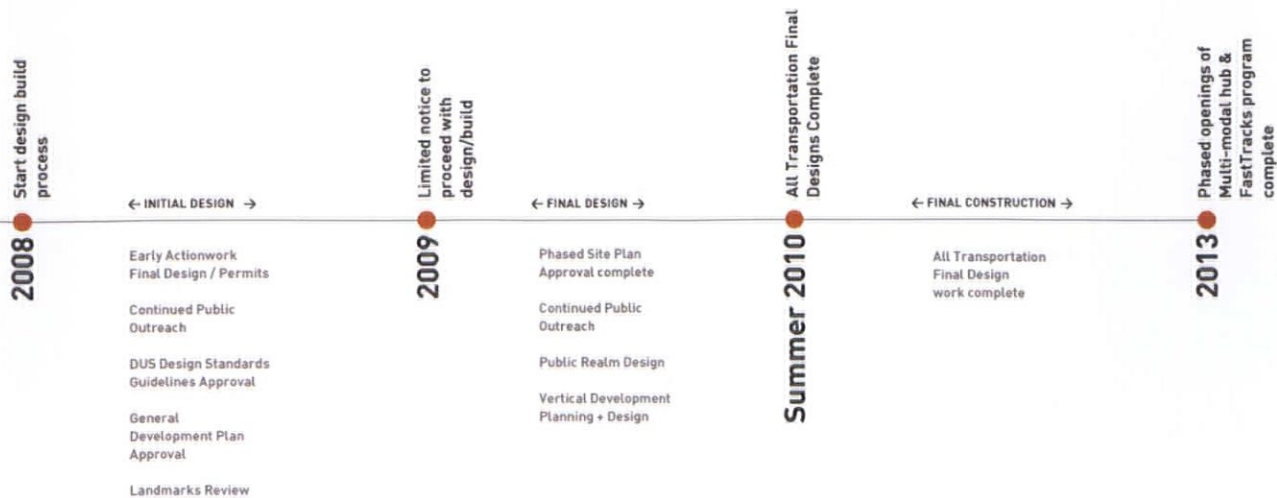 2008
Start design build
process
← INITIAL DESIGN →
Early Actionwork
Final Design / Permits
Continued Public
Outreach
DUS Design Standards
Guidelines Approval
General
Development Plan
Approval
Landmarks Review
2009
Limited notice to
proceed with
design/build
← FINAL DESIGN →
Phased Site Plan
Approval complete
Continued Public
Outreach
Public Realm Design
Vertical Development
Planning + Design
Summer 2010
All Transportation Final
Designs Complete
← FINAL CONSTRUCTION →
All Transportation
Final Design
work complete
2013
Phased openings of
Multi-modal hub &
FastTracks program
complete